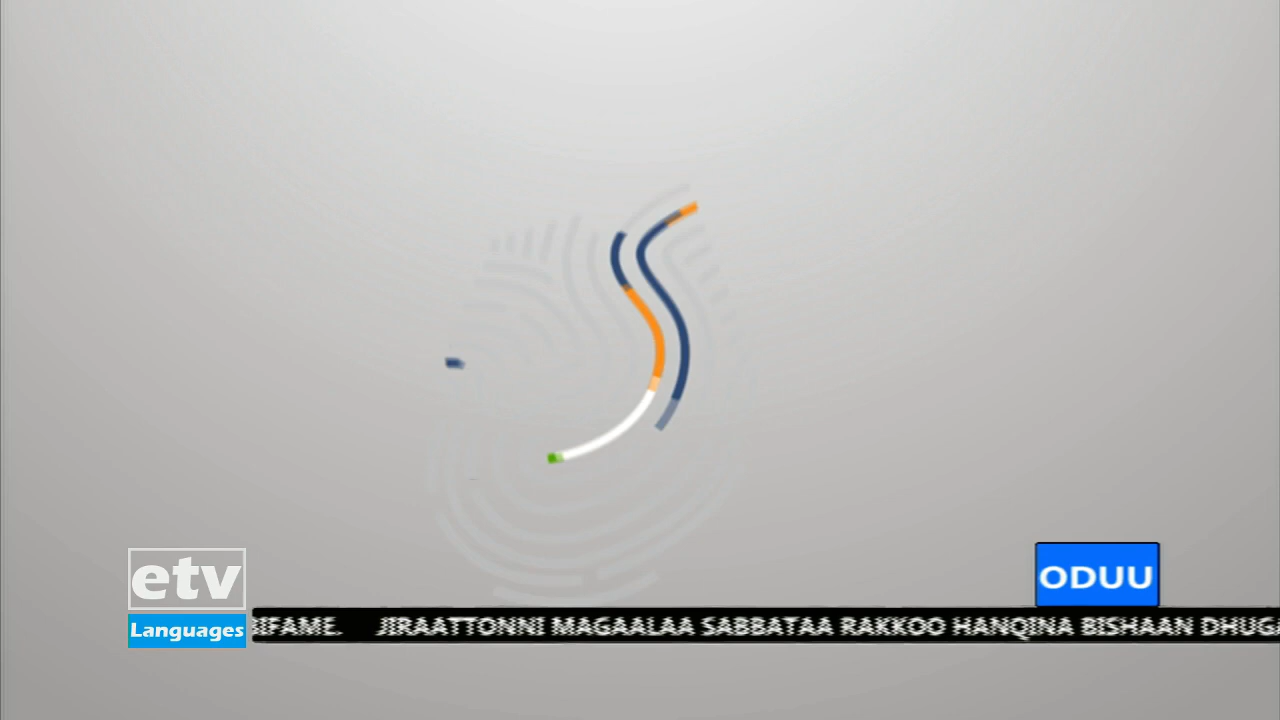 etv
ODUU
Languages
JIRAATTONNI MAGAALAA SABBATAA RAKKOO HANQINA BISHAAN